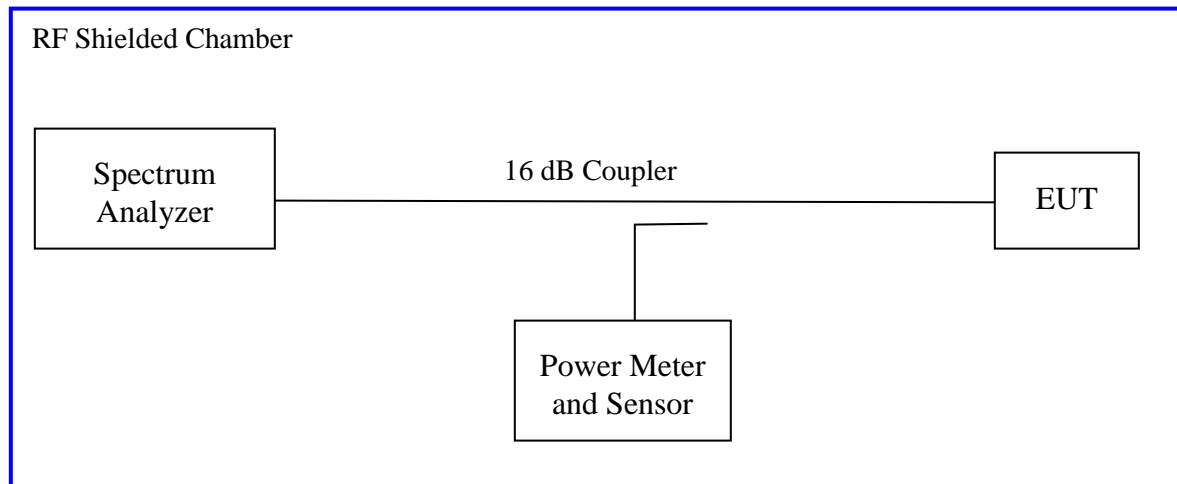 RF Shielded Chamber
Spectrum
Analyzer
16 dB Coupler
EUT
Power Meter
and Sensor